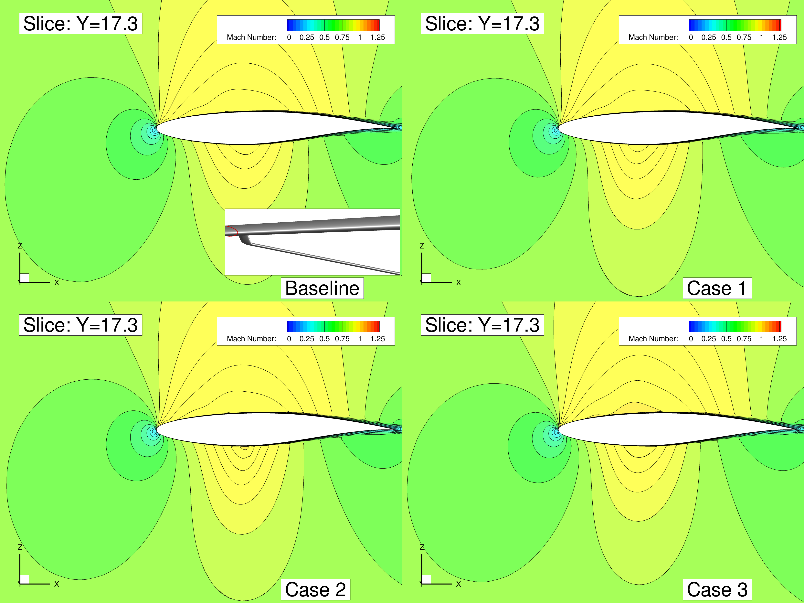 Slice: Y=17.3
Mach Number: 0 0.25 0.5 0.75 1 1.25
Z
X
Baseline
Slice: Y=17.3
Mach Number: 0 0.25 0.5 0.75 1 1.25
Z
X
Case 1
Slice: Y=17.3
Mach Number: 0 0.25 0.5 0.75 1 1.25
Z
X
Case 2
Slice: Y=17.3
Mach Number: 0 0.25 0.5 0.75 1 1.25
Z
X
Case 3